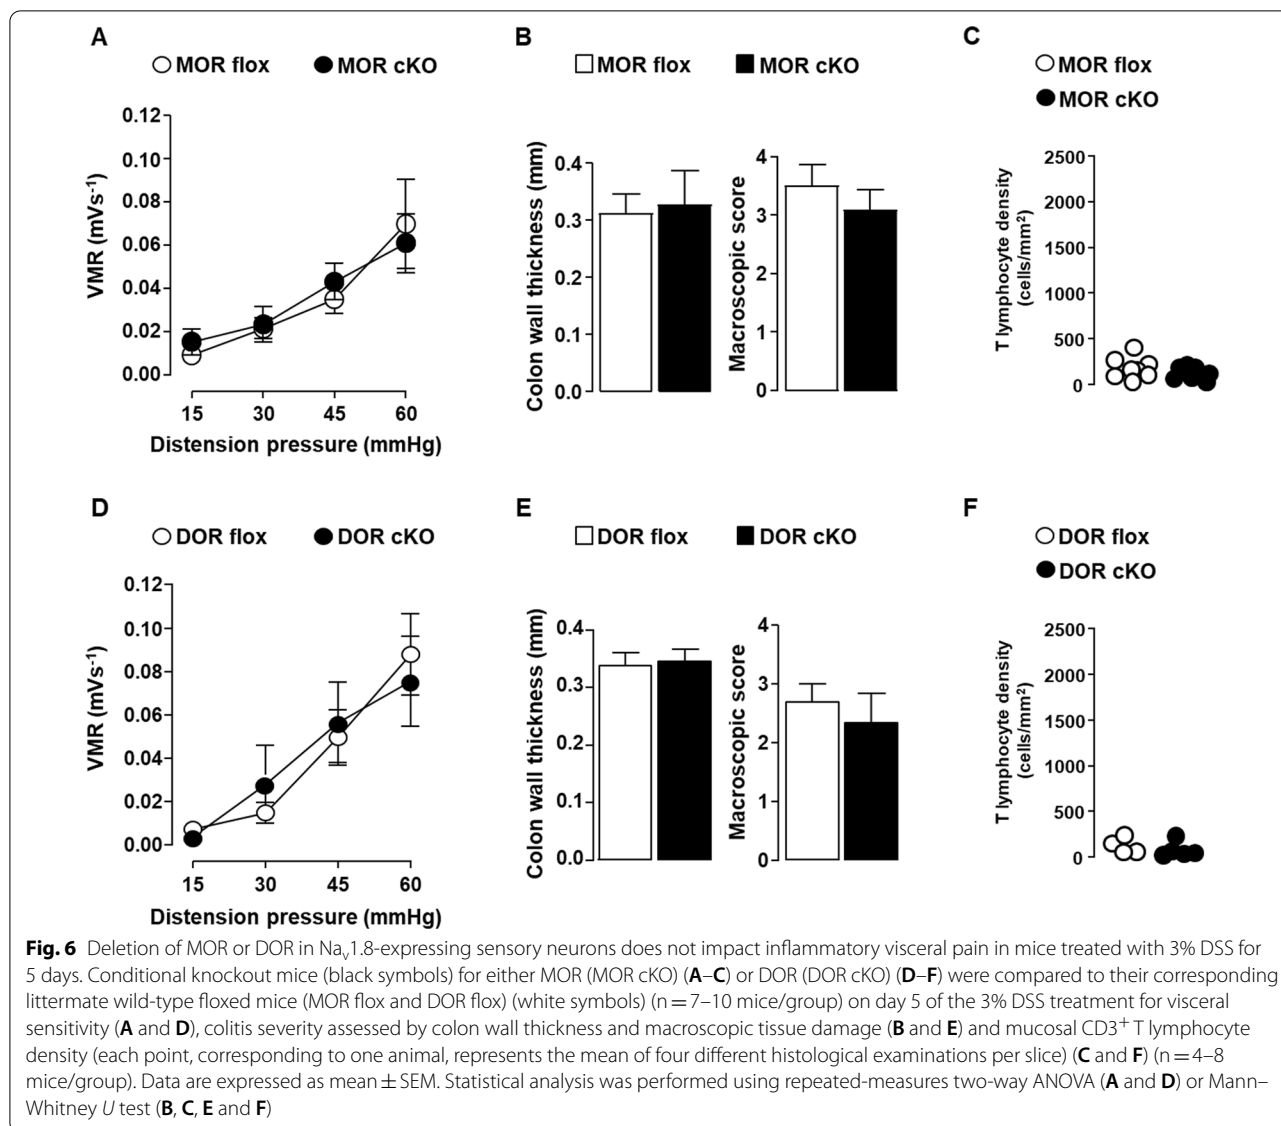 A
MOR flox MOR cKO
VMR (mVs-1)
0.12
0.10
0.08
0.06
0.04
0.02
0.00
15 30 45 60
Distension pressure (mmHg)
B
MOR flox MOR cKO
Colon wall thickness (mm)
0.4
0.3
0.2
0.1
0.0
Macroscopic score
4
3
2
1
0
C
MOR flox
MOR cKO
T lymphocyte density
(cells/mm2)
2500
2000
1500
1000
500
0
D
DOR flox DOR cKO
VMR (mVs-1)
0.12
0.10
0.08
0.06
0.04
0.02
0.00
15 30 45 60
Distension pressure (mmHg)
E
DOR flox DOR cKO
Colon wall thickness (mm)
0.4
0.3
0.2
0.1
0.0
Macroscopic score
4
3
2
1
0
F
DOR flox
DOR cKO
T lymphocyte density
(cells/mm2)
2500
2000
1500
1000
500
0
Fig. 6 Deletion of MOR or DOR in Nav1.8-expressing sensory neurons does not impact inflammatory visceral pain in mice treated with 3% DSS for
5 days. Conditional knockout mice (black symbols) for either MOR (MOR cKO) (A–C) or DOR (DOR cKO) (D–F) were compared to their corresponding
littermate wild-type floxed mice (MOR flox and DOR flox) (white symbols) (n = 7–10 mice/group) on day 5 of the 3% DSS treatment for visceral
sensitivity (A and D), colitis severity assessed by colon wall thickness and macroscopic tissue damage (B and E) and mucosal CD3+ T lymphocyte
density (each point, corresponding to one animal, represents the mean of four different histological examinations per slice) (C and F) (n = 4–8
mice/group). Data are expressed as mean ± SEM. Statistical analysis was performed using repeated-measures two-way ANOVA (A and D) or Mann–
Whitney U test (B, C, E and F)